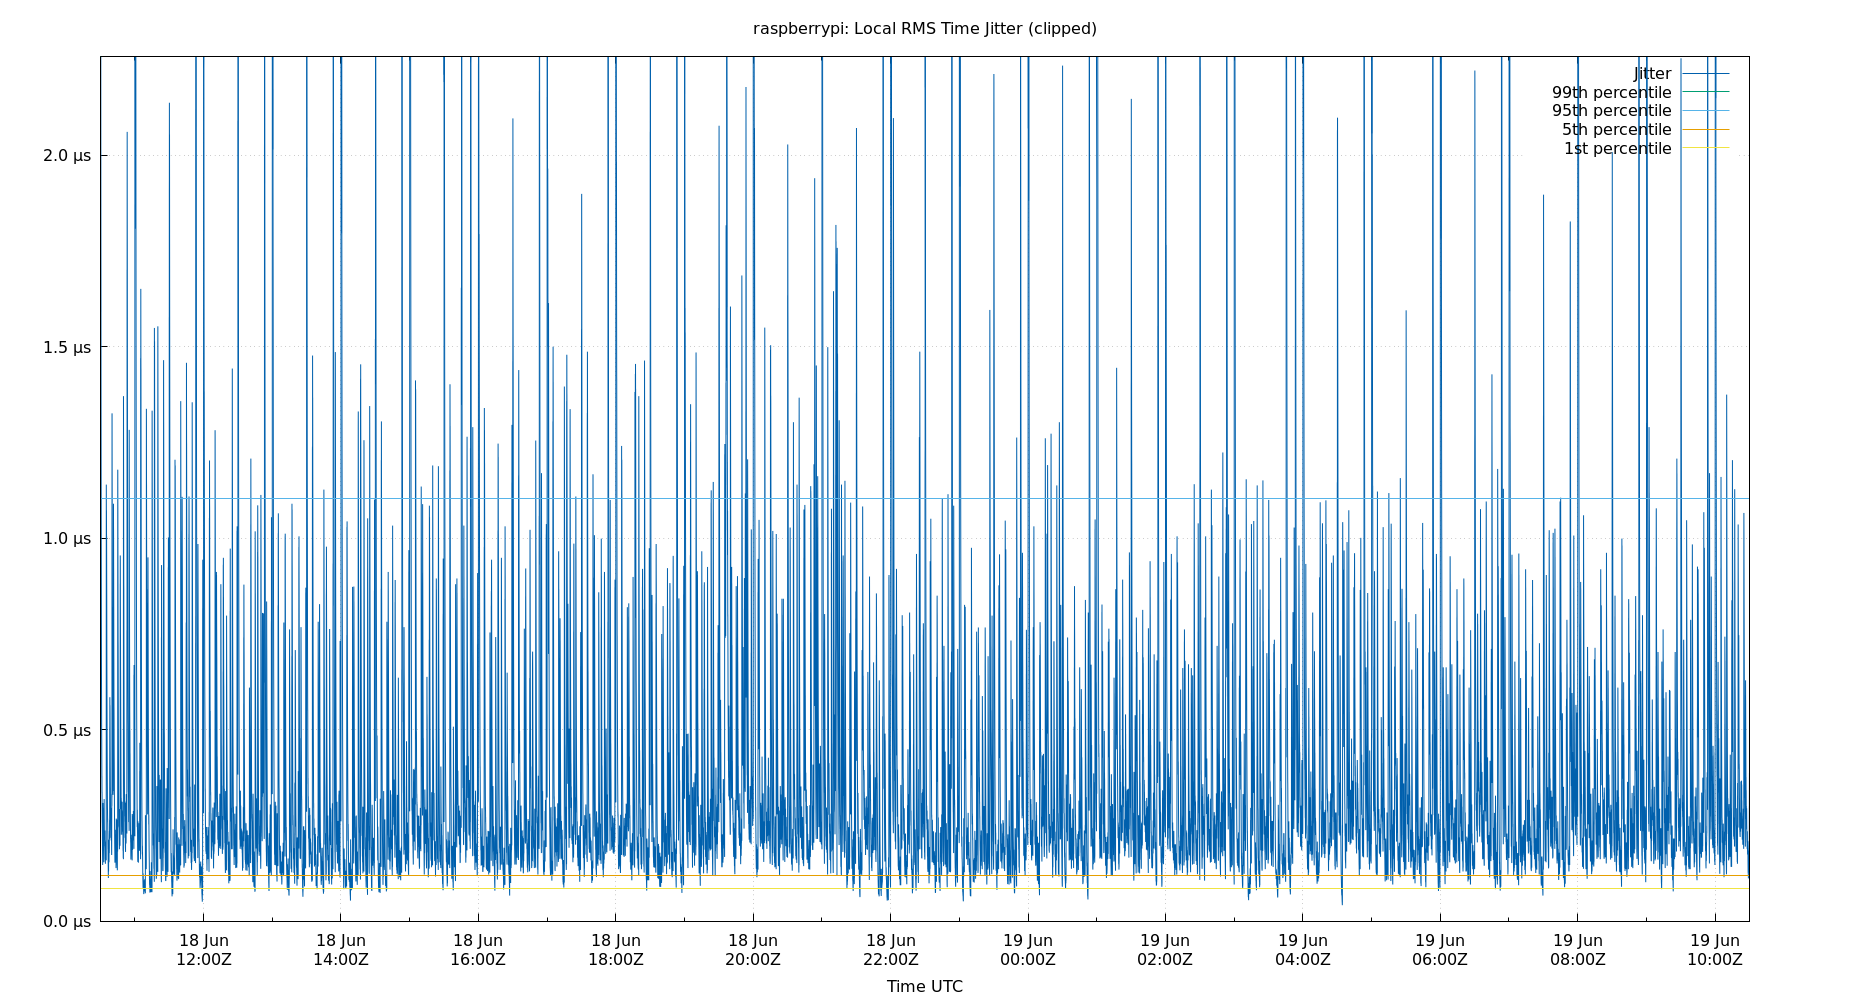 raspberrypi: Local RMS Time Jitter (clipped)
Jitter
99th percentile
95th percentile
5th percentile
1st percentile
2.0 µs
1.5 µs
1.0 µs
0.5 µs
0.0 µs
18 Jun 18 Jun 18 Jun 18 Jun 18 Jun 18 Jun 19 Jun 19 Jun 19 Jun 19 Jun 19 Jun 19 Jun
12:00Z 14:00Z 16:00Z 18:00Z 20:00Z 22:00Z 00:00Z 02:00Z 04:00Z 06:00Z 08:00Z 10:00Z
Time UTC